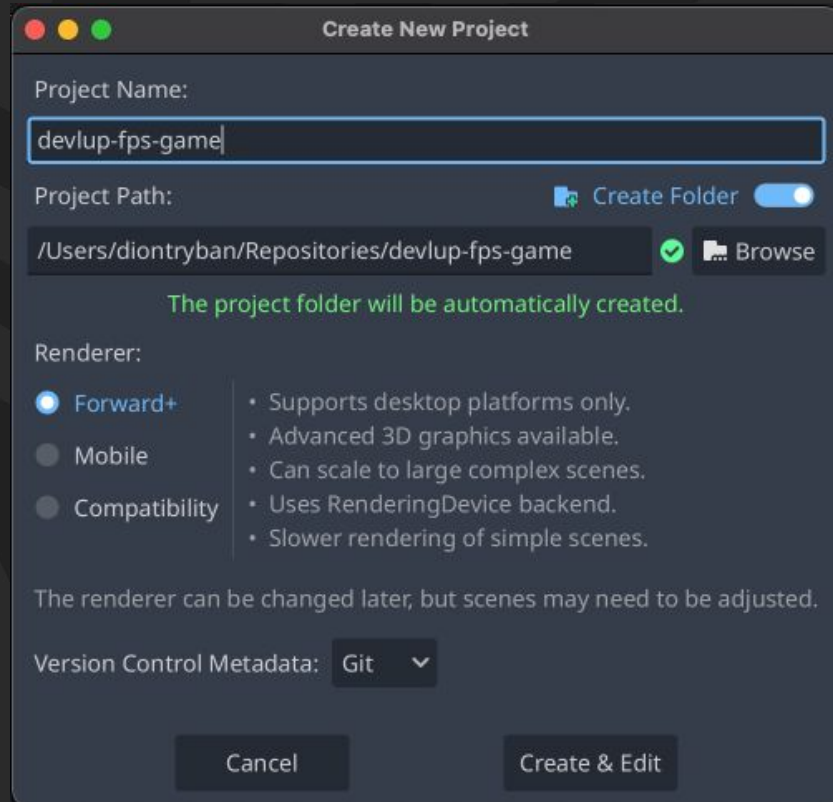 Create New Project
Project Name:
devlup-fps-game
Project Path:
Create Folder
/Users/diontryban/Repositories/devlup-fps-game
Browse
The project folder will be automatically created.
Renderer:
Forward+
Mobile
Compatibility
• Supports desktop platforms only.
• Advanced 3D graphics available.
• Can scale to large complex scenes.
• Uses RenderingDevice backend.
• Slower rendering of simple scenes.
The renderer can be changed later, but scenes may need to be adjusted.
Version Control Metadata: Git
Cancel
Create & Edit